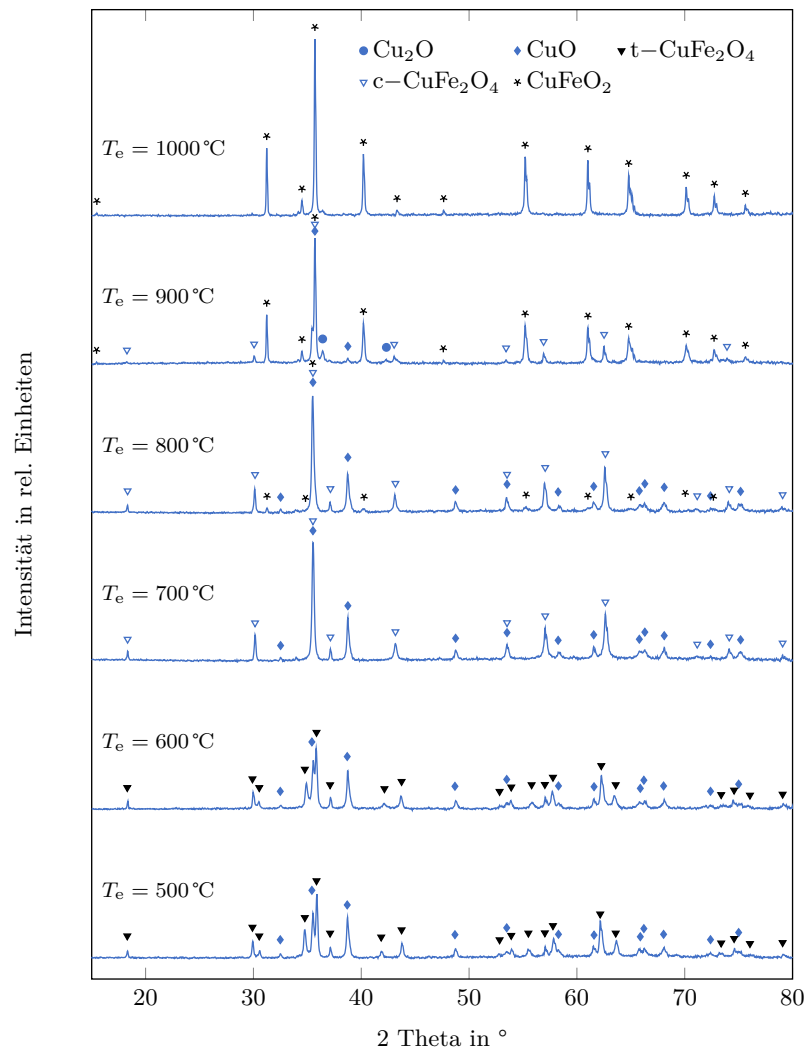 Cu₂O CuO t−CuFe₂O₄
c−CuFe₂O₄ CuFeO₂
Tₑ = 1000 °C
Tₑ = 900 °C
Tₑ = 800 °C
Tₑ = 700 °C
Tₑ = 600 °C
Tₑ = 500 °C
Intensität in rel. Einheiten
20 30 40 50 60 70 80
2 Theta in °